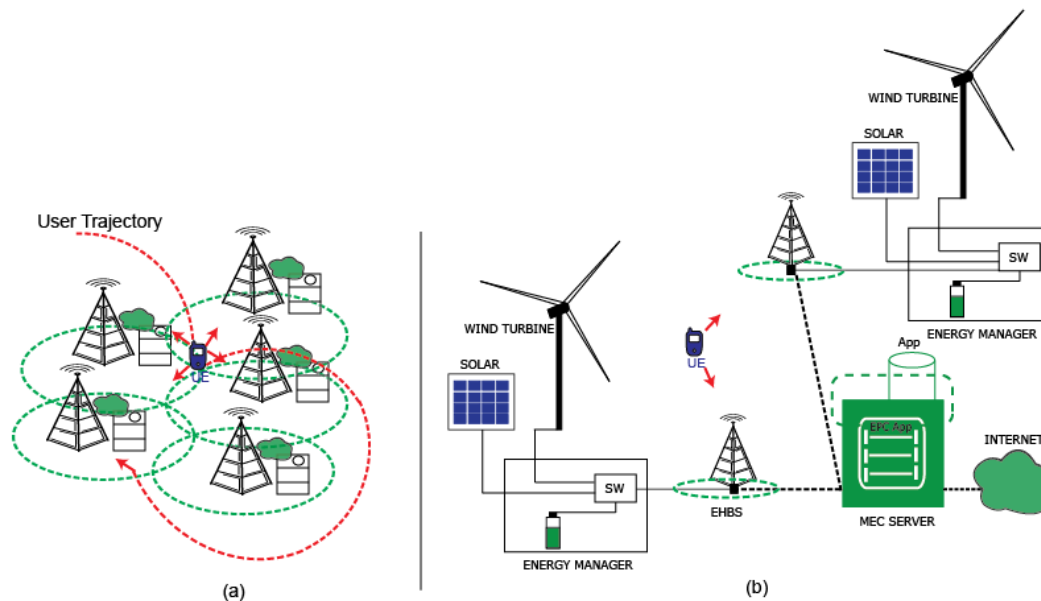 User Trajectory
UE
(a)
WIND TURBINE
SOLAR
SW
ENERGY MANAGER
WIND TURBINE
SOLAR
SW
ENERGY MANAGER
UE
EHBS
App
EPC App
MEC SERVER
INTERNET
(b)